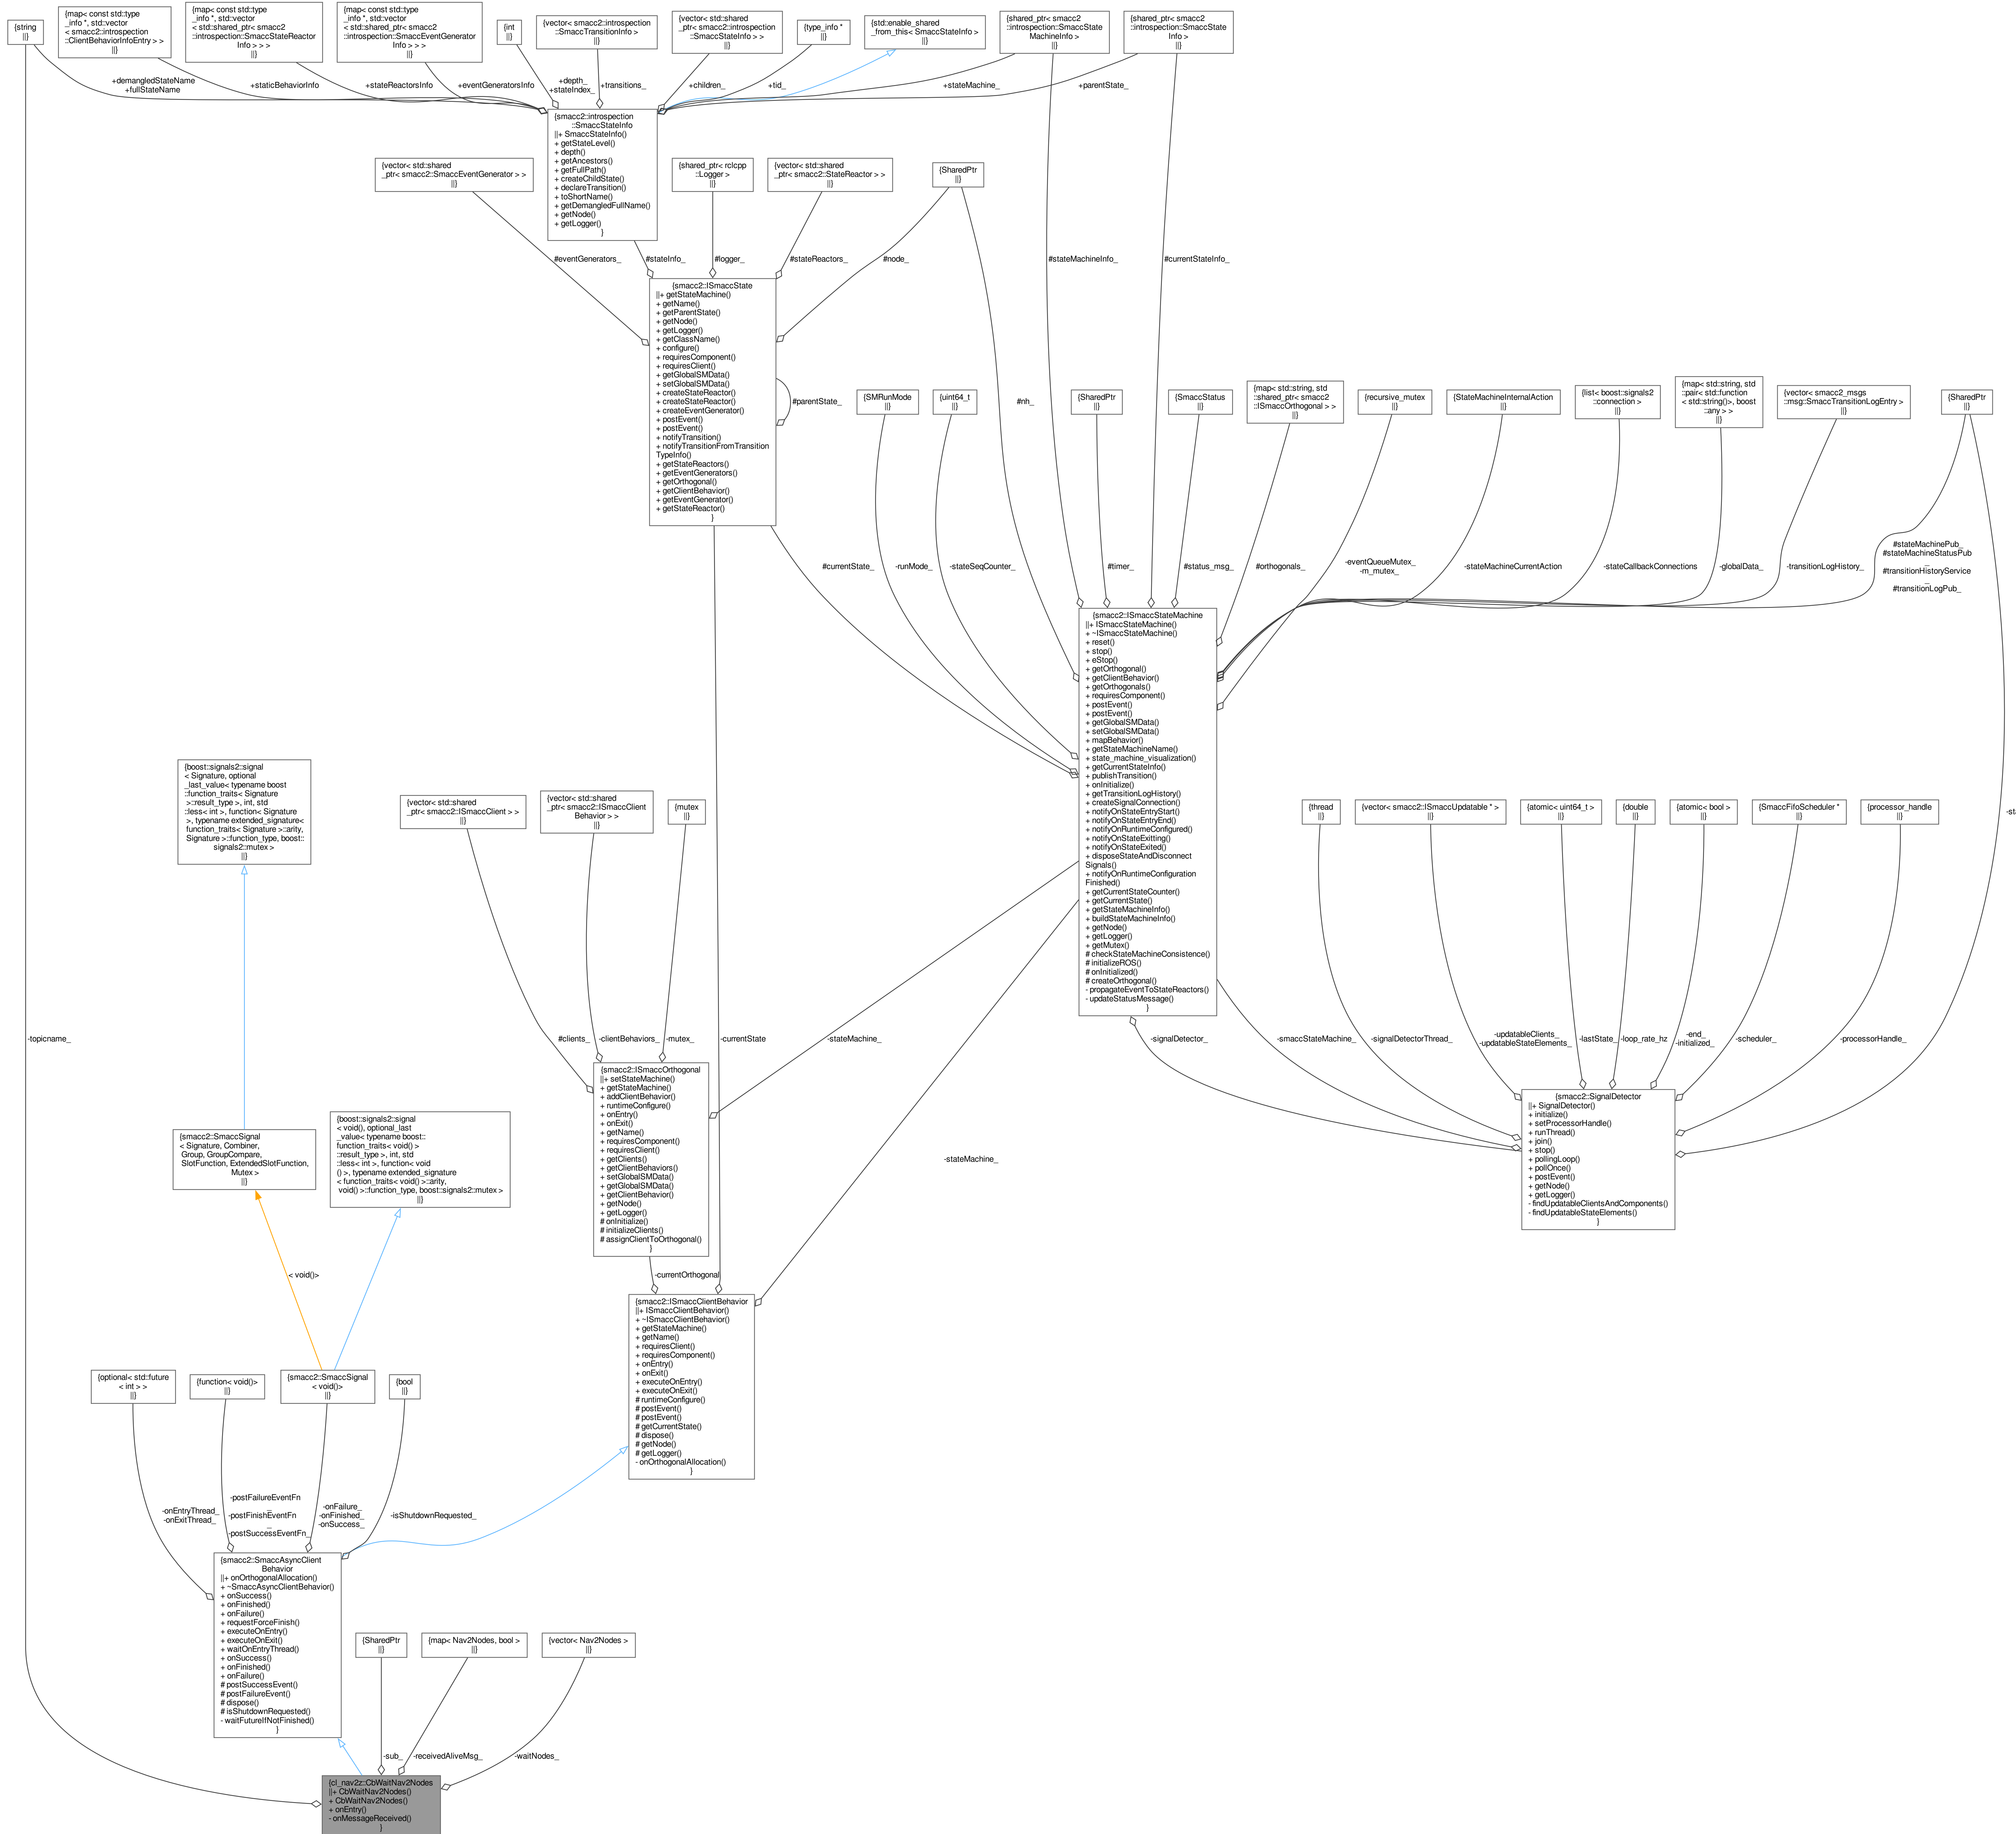 {string
||}
{map< const std::type
_info *, std::vector
< smacc2::introspection
::ClientBehaviorInfoEntry > >
||}
{map< const std::type
_info *, std::vector
< std::shared_ptr< smacc2
::introspection::SmaccStateReactor
Info > > >
||}
{map< const std::type
_info *, std::vector
< std::shared_ptr< smacc2
::introspection::SmaccEventGenerator
Info > > >
||}
{int
||}
{vector< smacc2::introspection
::SmaccTransitionInfo >
||}
{vector< std::shared
_ptr< smacc2::introspection
::SmaccStateInfo > >
||}
{type_info *
||}
{std::enable_shared
_from_this< SmaccStateInfo >
||}
{shared_ptr< smacc2
::introspection::SmaccState
MachineInfo >
||}
{shared_ptr< smacc2
::introspection::SmaccState
Info >
||}
+demangledStateName
+fullStateName
+staticBehaviorInfo
+stateReactorsInfo
+eventGeneratorsInfo
+depth_
+stateIndex_
+transitions_
+children_
+tid_
+stateMachine_
+parentState_
{smacc2::introspection
::SmaccStateInfo
||+ SmaccStateInfo()
+ getStateLevel()
+ depth()
+ getAncestors()
+ getFullPath()
+ createChildState()
+ declareTransition()
+ toShortName()
+ getDemangledFullName()
+ getNode()
+ getLogger()
}
{vector< std::shared
_ptr< smacc2::SmaccEventGenerator > >
||}
{shared_ptr< rclcpp
::Logger >
||}
{vector< std::shared
_ptr< smacc2::StateReactor > >
||}
{SharedPtr
||}
#eventGenerators_
#stateInfo_
#logger_
#stateReactors_
#node_
#stateMachineInfo_
#currentStateInfo_
{smacc2::ISmaccState
||+ getStateMachine()
+ getName()
+ getParentState()
+ getNode()
+ getLogger()
+ getClassName()
+ configure()
+ requiresComponent()
+ requiresClient()
+ getGlobalSMData()
+ setGlobalSMData()
+ createStateReactor()
+ createStateReactor()
+ createEventGenerator()
+ postEvent()
+ postEvent()
+ notifyTransition()
+ notifyTransitionFromTransition
TypeInfo()
+ getStateReactors()
+ getEventGenerators()
+ getOrthogonal()
+ getClientBehavior()
+ getEventGenerator()
+ getStateReactor()
}
#parentState_
{SMRunMode
||}
{uint64_t
||}
#nh_
{SharedPtr
||}
{SmaccStatus
||}
{map< std::string, std
::shared_ptr< smacc2
::ISmaccOrthogonal > >
||}
{recursive_mutex
||}
{StateMachineInternalAction
||}
{list< boost::signals2
::connection >
||}
{map< std::string, std
::pair< std::function
< std::string()>, boost
::any > >
||}
{vector< smacc2_msgs
::msg::SmaccTransitionLogEntry >
||}
{SharedPtr
||}
#currentState_
-runMode_
-stateSeqCounter_
#timer_
#status_msg_
#orthogonals_
-eventQueueMutex_
-m_mutex_
-stateMachineCurrentAction
-stateCallbackConnections
-globalData_
-transitionLogHistory_
#stateMachinePub_
#stateMachineStatusPub
_
#transitionHistoryService
_
#transitionLogPub_
{smacc2::ISmaccStateMachine
||+ ISmaccStateMachine()
+ ~ISmaccStateMachine()
+ reset()
+ stop()
+ eStop()
+ getOrthogonal()
+ getClientBehavior()
+ getOrthogonals()
+ requiresComponent()
+ postEvent()
+ postEvent()
+ getGlobalSMData()
+ setGlobalSMData()
+ mapBehavior()
+ getStateMachineName()
+ state_machine_visualization()
+ getCurrentStateInfo()
+ publishTransition()
+ onInitialize()
+ getTransitionLogHistory()
+ createSignalConnection()
+ notifyOnStateEntryStart()
+ notifyOnStateEntryEnd()
+ notifyOnRuntimeConfigured()
+ notifyOnStateExitting()
+ notifyOnStateExited()
+ disposeStateAndDisconnect
Signals()
+ notifyOnRuntimeConfiguration
Finished()
+ getCurrentStateCounter()
+ getCurrentState()
+ getStateMachineInfo()
+ buildStateMachineInfo()
+ getNode()
+ getLogger()
+ getMutex()
# checkStateMachineConsistence()
# initializeROS()
# onInitialized()
# createOrthogonal()
- propagateEventToStateReactors()
- updateStatusMessage()
}
{boost::signals2::signal
< Signature, optional
_last_value< typename boost
::function_traits< Signature
>::result_type >, int, std
::less< int >, function< Signature
>, typename extended_signature<
function_traits< Signature >::arity,
Signature >::function_type, boost::
signals2::mutex >
||}
{vector< std::shared
_ptr< smacc2::ISmaccClient > >
||}
{vector< std::shared
_ptr< smacc2::ISmaccClient
Behavior > >
||}
{mutex
||}
{thread
||}
{vector< smacc2::ISmaccUpdatable * >
||}
{atomic< uint64_t >
||}
{double
||}
{atomic< bool >
||}
{SmaccFifoScheduler *
||}
{processor_handle
||}
-st
-topicname_
#clients_
-clientBehaviors_
-mutex_
-currentState
-stateMachine_
-signalDetector_
-smaccStateMachine_
-signalDetectorThread_
-updatableClients_
-updatableStateElements_
-lastState_
-loop_rate_hz
-end_
-initialized_
-scheduler_
-processorHandle_
{smacc2::ISmaccOrthogonal
||+ setStateMachine()
+ getStateMachine()
+ addClientBehavior()
+ runtimeConfigure()
+ onEntry()
+ onExit()
+ getName()
+ requiresComponent()
+ requiresClient()
+ getClients()
+ getClientBehaviors()
+ setGlobalSMData()
+ getGlobalSMData()
+ getClientBehavior()
+ getNode()
+ getLogger()
# onInitialize()
# initializeClients()
# assignClientToOrthogonal()
}
{smacc2::SignalDetector
||+ SignalDetector()
+ initialize()
+ setProcessorHandle()
+ runThread()
+ join()
+ stop()
+ pollingLoop()
+ pollOnce()
+ postEvent()
+ getNode()
+ getLogger()
- findUpdatableClientsAndComponents()
- findUpdatableStateElements()
}
{smacc2::SmaccSignal
< Signature, Combiner,
Group, GroupCompare,
SlotFunction, ExtendedSlotFunction,
Mutex >
||}
{boost::signals2::signal
< void(), optional_last
_value< typename boost::
function_traits< void() >
::result_type >, int, std
::less< int >, function< void
() >, typename extended_signature
< function_traits< void() >::arity,
void() >::function_type, boost::signals2::mutex >
||}
-stateMachine_
< void()>
-currentOrthogonal
{smacc2::ISmaccClientBehavior
||+ ISmaccClientBehavior()
+ ~ISmaccClientBehavior()
+ getStateMachine()
+ getName()
+ requiresClient()
+ requiresComponent()
+ onEntry()
+ onExit()
+ executeOnEntry()
+ executeOnExit()
# runtimeConfigure()
# postEvent()
# postEvent()
# getCurrentState()
# dispose()
# getNode()
# getLogger()
- onOrthogonalAllocation()
}
{optional< std::future
< int > >
||}
{function< void()>
||}
{smacc2::SmaccSignal
< void()>
||}
{bool
||}
-onEntryThread_
-onExitThread_
-postFailureEventFn
_
-postFinishEventFn
_
-postSuccessEventFn_
-onFailure_
-onFinished_
-onSuccess_
-isShutdownRequested_
{smacc2::SmaccAsyncClient
Behavior
||+ onOrthogonalAllocation()
+ ~SmaccAsyncClientBehavior()
+ onSuccess()
+ onFinished()
+ onFailure()
+ requestForceFinish()
+ executeOnEntry()
+ executeOnExit()
+ waitOnEntryThread()
+ onSuccess()
+ onFinished()
+ onFailure()
# postSuccessEvent()
# postFailureEvent()
# dispose()
# isShutdownRequested()
- waitFutureIfNotFinished()
}
{SharedPtr
||}
{map< Nav2Nodes, bool >
||}
{vector< Nav2Nodes >
||}
-sub_
-receivedAliveMsg_
-waitNodes_
{cl_nav2z::CbWaitNav2Nodes
||+ CbWaitNav2Nodes()
+ CbWaitNav2Nodes()
+ onEntry()
- onMessageReceived()
}